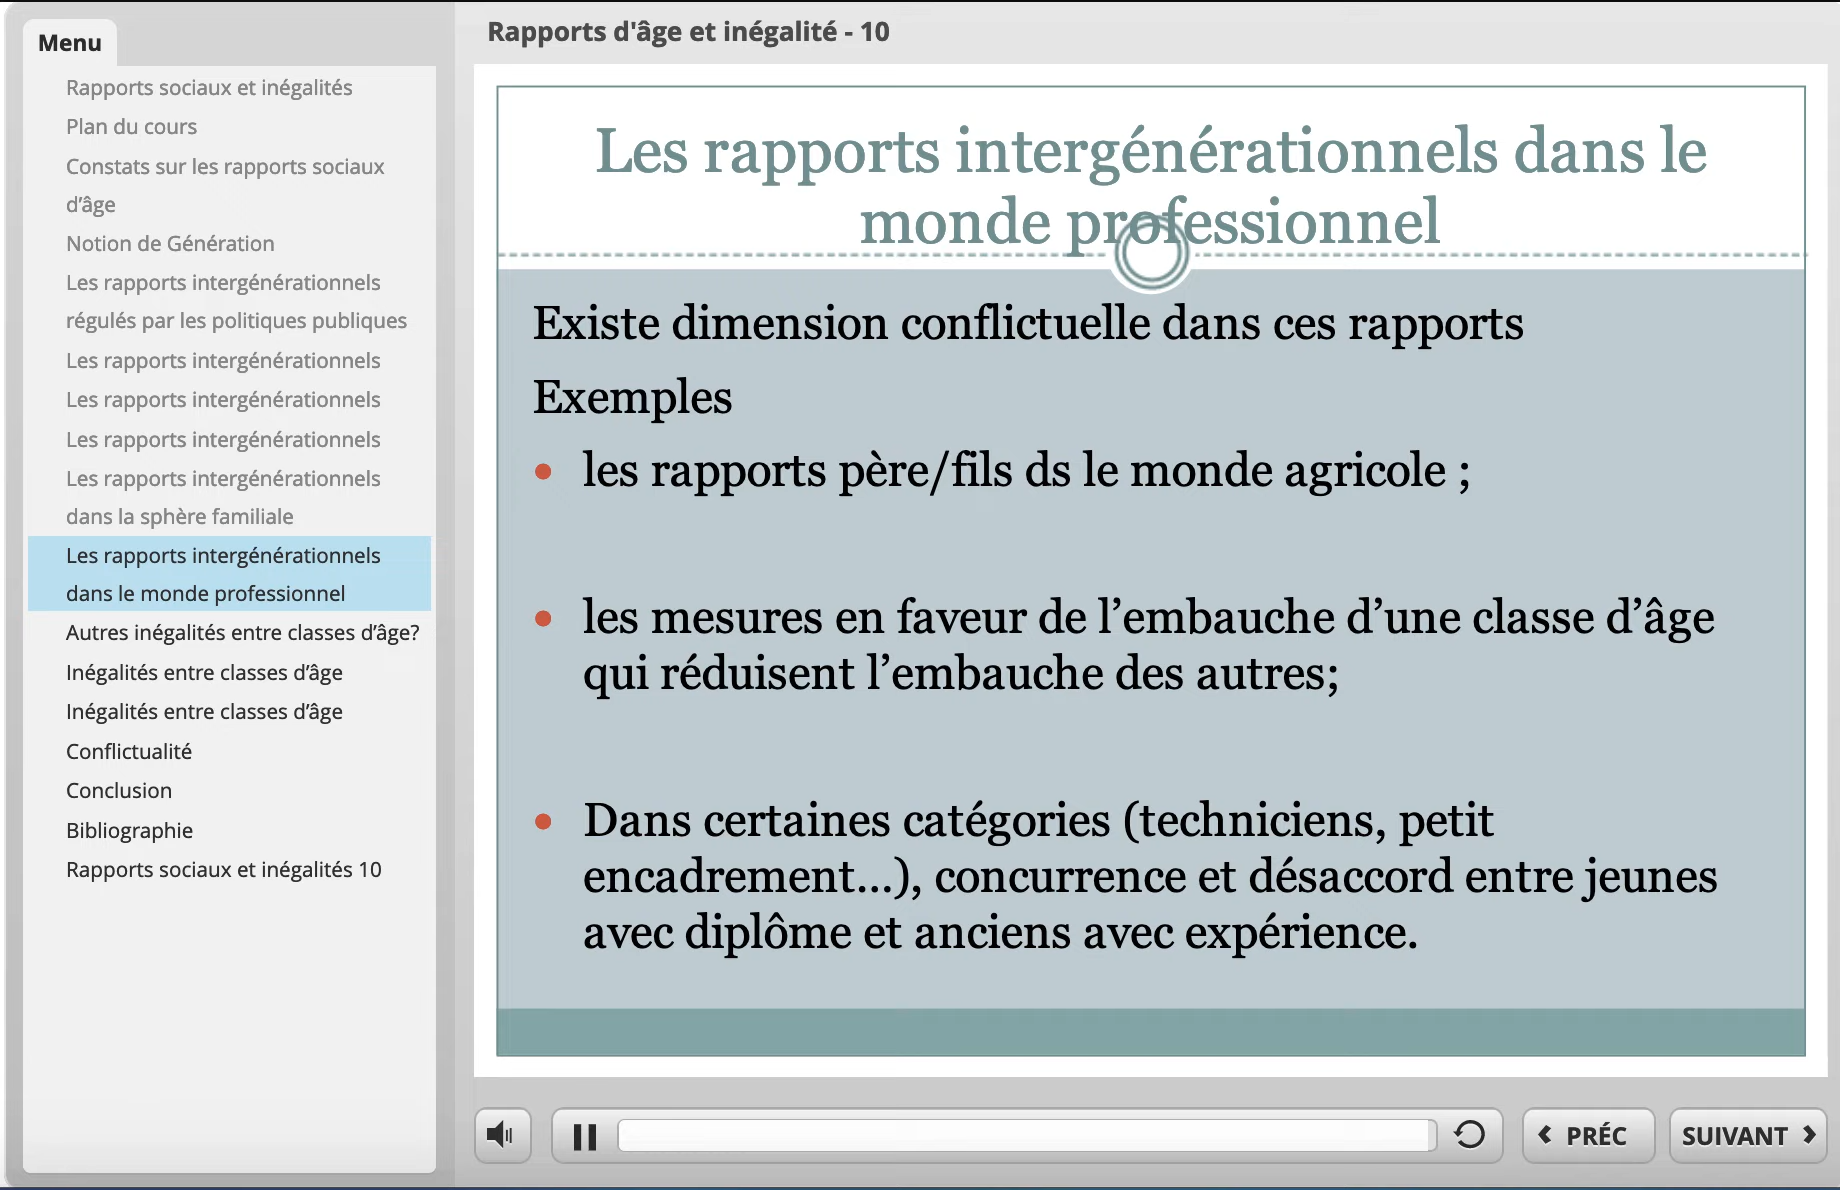 Menu
Rapports sociaux et inégalités
Plan du cours
Constats sur les rapports sociaux
d’âge
Notion de Génération
Les rapports intergénérationnels
régulés par les politiques publiques
Les rapports intergénérationnels
Les rapports intergénérationnels
Les rapports intergénérationnels
Les rapports intergénérationnels
dans la sphère familiale
Les rapports intergénérationnels
dans le monde professionnel
Autres inégalités entre classes d’âge?
Inégalités entre classes d’âge
Inégalités entre classes d’âge
Conflictualité
Conclusion
Bibliographie
Rapports sociaux et inégalités 10
Rapports d'âge et inégalité - 10
Les rapports intergénérationnels dans le
monde professionnel
Existe dimension conflictuelle dans ces rapports
Exemples
• les rapports père/fils ds le monde agricole ;
• les mesures en faveur de l’embauche d’une classe d’âge
qui réduisent l’embauche des autres;
• Dans certaines catégories (techniciens, petit
encadrement…), concurrence et désaccord entre jeunes
avec diplôme et anciens avec expérience.
PRÉC
SUIVANT